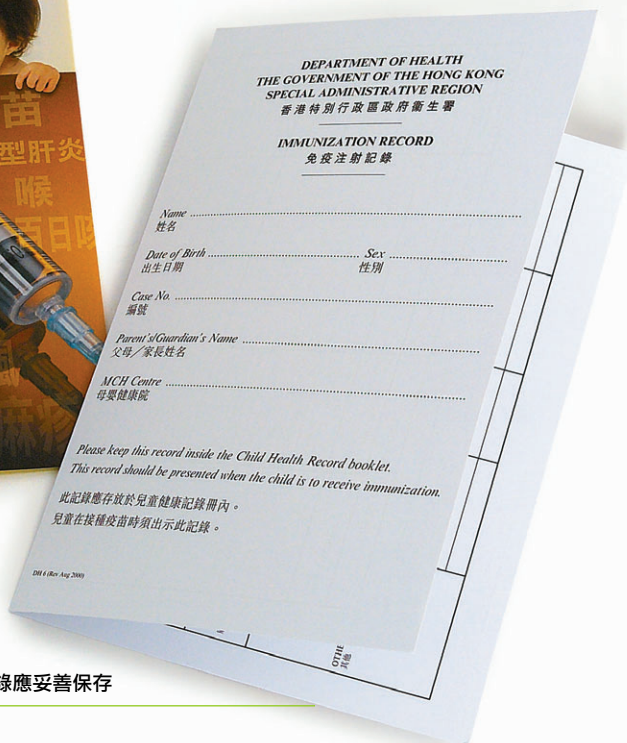 苗
型肝炎
喉
百日咳
麻疹
DEPARTMENT OF HEALTH
THE GOVERNMENT OF THE HONG KONG
SPECIAL ADMINISTRATIVE REGION
香港特別行政區政府衞生署
IMMUNIZATION RECORD
免疫注射記錄
Name
姓名
Date of Birth Sex
出生日期 性別
Case No.
編號
Parent's/Guardian's Name
父母／家長姓名
MCH Centre
母嬰健康院
Please keep this record inside the Child Health Record booklet.
This record should be presented when the child is to receive immunization.
此記錄應存放於兒童健康記錄冊內。
兒童在接種疫苗時須出示此記錄。
DH 6 (Rev Aug 2000)
OTHE
其他
錄應妥善保存